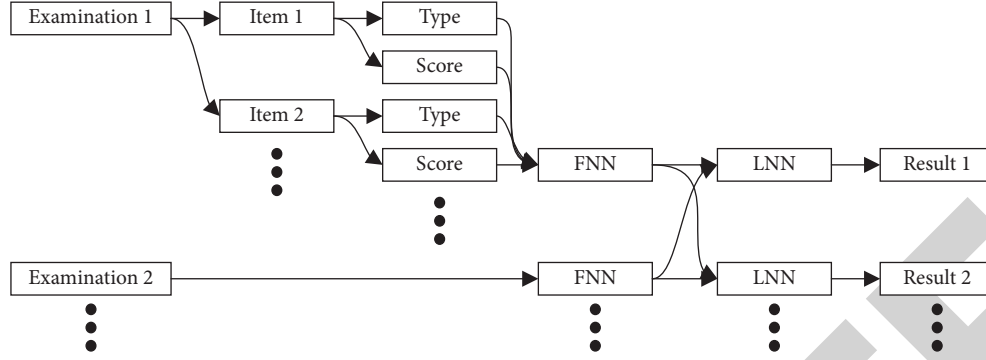 Examination 1
Item 1
Type
Score
Item 2
Type
Score
FNN
LNN
Result 1
Examination 2
FNN
LNN
Result 2